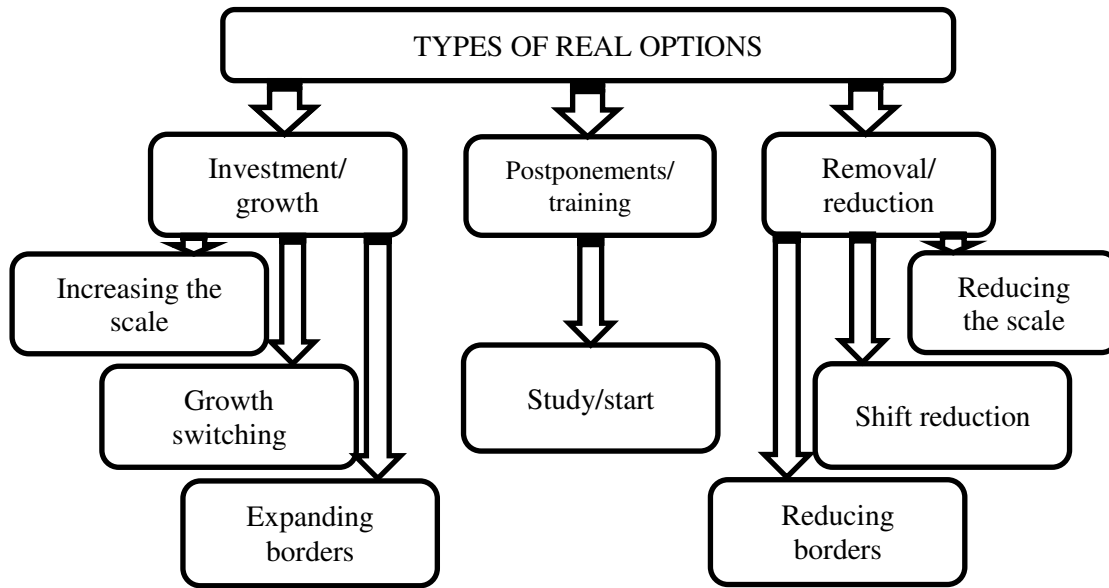 TYPES OF REAL OPTIONS
Investment/
growth
Postponements/
training
Removal/
reduction
Increasing the
scale
Growth
switching
Expanding
borders
Study/start
Reducing
the scale
Shift reduction
Reducing
borders